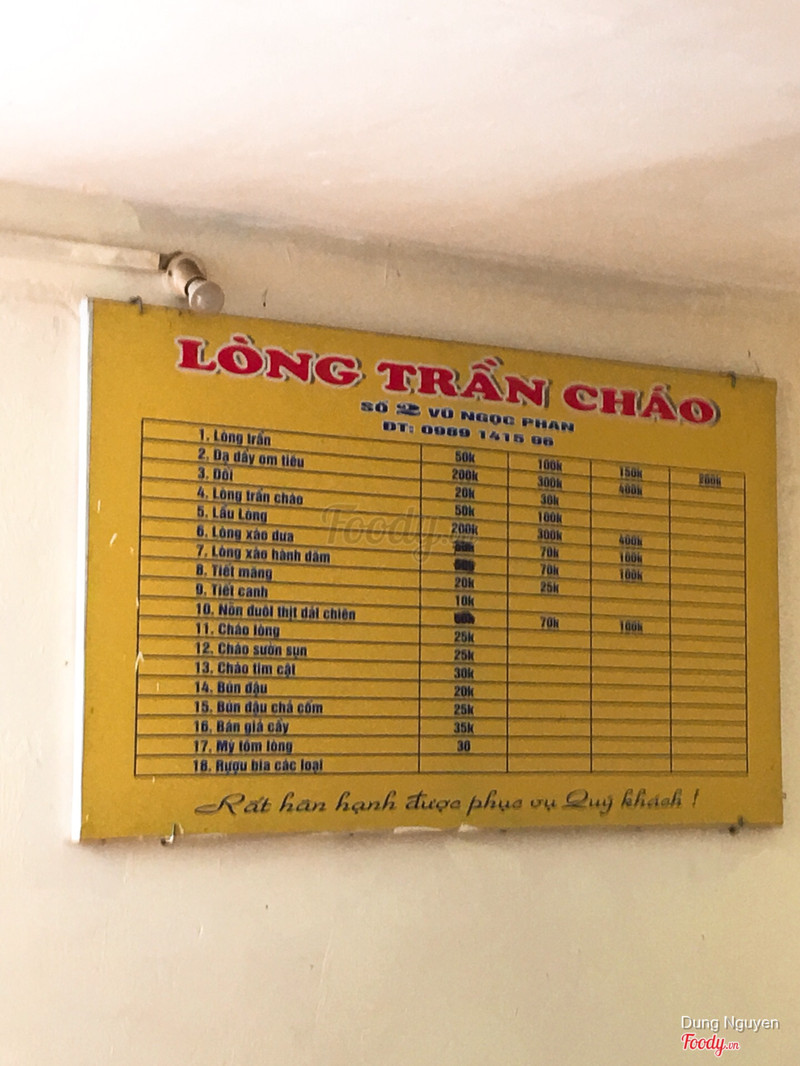 LÒNG TRẦN CHÁO
SỐ 2 VŨ NGỌC PHAN
ĐT: 0989 1415 96
1. Lòng trần 50k 100k 150k 200k
2. Dạ dầy om tiêu 200k 300k 400k
3. Dồi 20k 30k
4. Lòng trần cháo 50k 100k
5. Lẩu Lòng 200k 300k 400k
6. Lòng xào dưa 70k 100k
7. Lòng xào hành dăm 70k 100k
8. Tiết măng 20k 25k
9. Tiết canh 10k
10. Nõn đuôi thịt dải chiên 70k 100k
11. Cháo lòng 25k
12. Cháo sườn sụn 25k
13. Cháo tim cật 30k
14. Bún đậu 20k
15. Bún đậu chả cốm 25k
16. Bán giả cầy 35k
17. Mỳ tôm lòng 30
18. Rượu bia các loại
Rất hân hạnh được phục vụ Quý khách !
Foody.vn
Dung Nguyen
Foody.vn